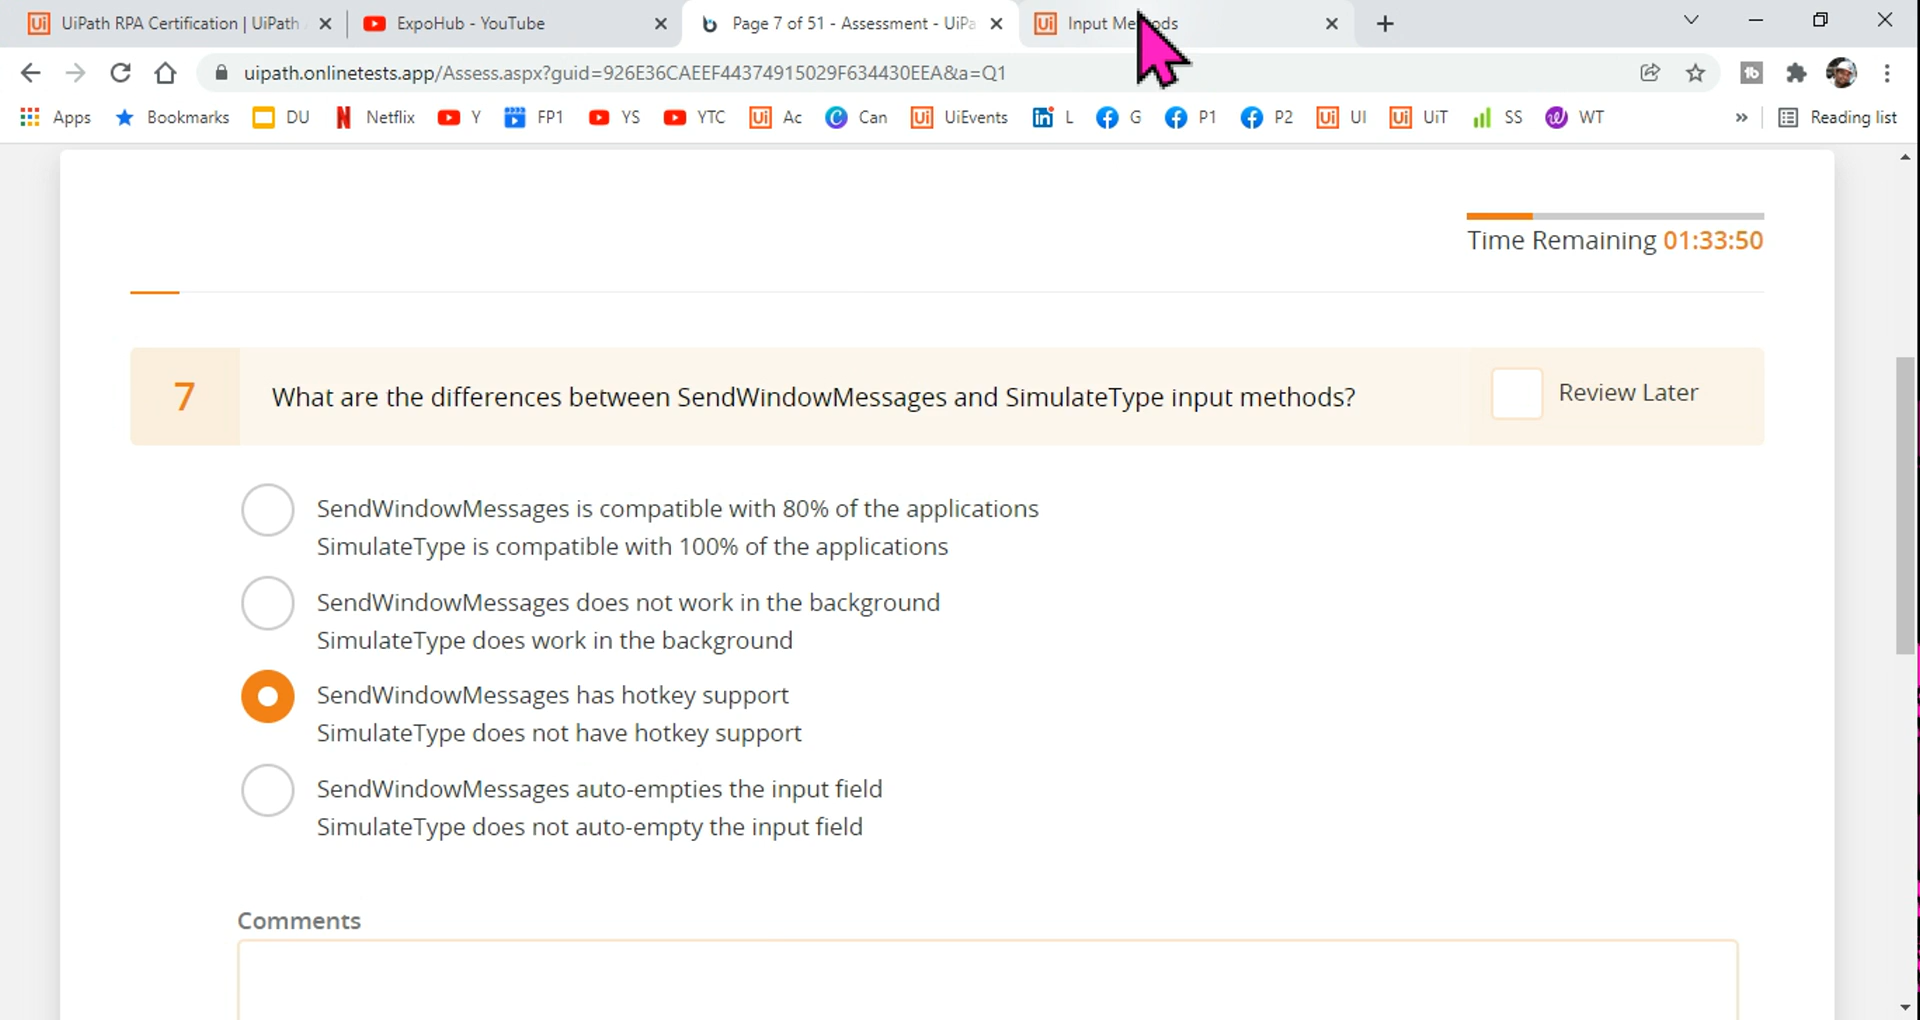 UiPath RPA Certification | UiPath
ExpoHub - YouTube
Page 7 of 51 - Assessment - UiPa
Input Methods
uipath.onlinetests.app/Assess.aspx?guid=926E36CAEEF44374915029F634430EEA&a=Q1
Apps Bookmarks DU Netflix Y FP1 YS YTC Ac Can UiEvents L G P1 P2 UI UiT SS WT » Reading list
Time Remaining 01:33:50
7 What are the differences between SendWindowMessages and SimulateType input methods? Review Later
SendWindowMessages is compatible with 80% of the applications
SimulateType is compatible with 100% of the applications
SendWindowMessages does not work in the background
SimulateType does work in the background
SendWindowMessages has hotkey support
SimulateType does not have hotkey support
SendWindowMessages auto-empties the input field
SimulateType does not auto-empty the input field
Comments